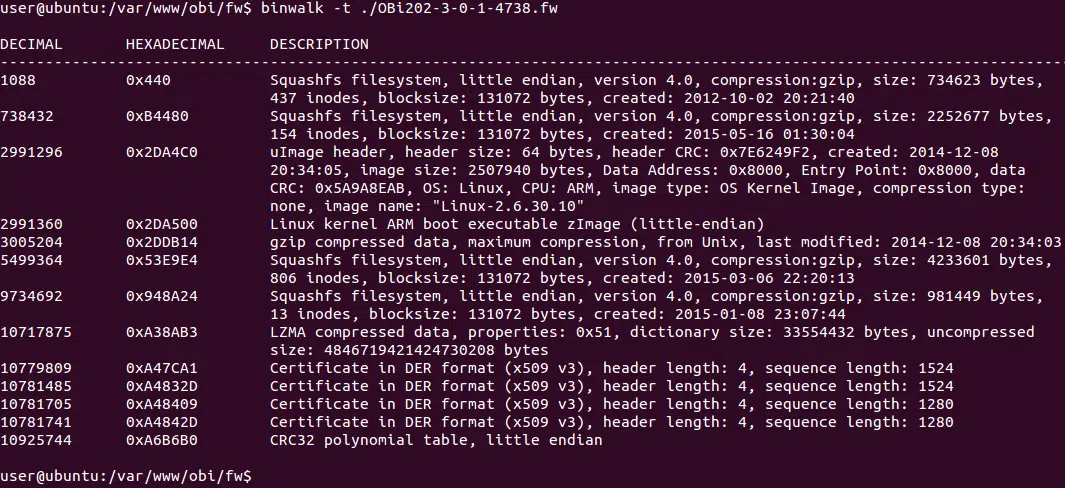 user@ubuntu:/var/www/obi/fw$ binwalk -t ./OBi202-3-0-1-4738.fw
DECIMAL       HEXADECIMAL     DESCRIPTION
--------------------------------------------------------------------------------------------------------------------
1088          0x440           Squashfs filesystem, little endian, version 4.0, compression:gzip, size: 734623 bytes,
                              437 inodes, blocksize: 131072 bytes, created: 2012-10-02 20:21:40
738432        0xB4480         Squashfs filesystem, little endian, version 4.0, compression:gzip, size: 2252677 bytes,
                              154 inodes, blocksize: 131072 bytes, created: 2015-05-16 01:30:04
2991296       0x2DA4C0        uImage header, header size: 64 bytes, header CRC: 0x7E6249F2, created: 2014-12-08
                              20:34:05, image size: 2507940 bytes, Data Address: 0x8000, Entry Point: 0x8000, data
                              CRC: 0x5A9A8EAB, OS: Linux, CPU: ARM, image type: OS Kernel Image, compression type:
                              none, image name: "Linux-2.6.30.10"
2991360       0x2DA500        Linux kernel ARM boot executable zImage (little-endian)
3005204       0x2DDB14        gzip compressed data, maximum compression, from Unix, last modified: 2014-12-08 20:34:03
5499364       0x53E9E4        Squashfs filesystem, little endian, version 4.0, compression:gzip, size: 4233601 bytes,
                              806 inodes, blocksize: 131072 bytes, created: 2015-03-06 22:20:13
9734692       0x948A24        Squashfs filesystem, little endian, version 4.0, compression:gzip, size: 981449 bytes,
                              13 inodes, blocksize: 131072 bytes, created: 2015-01-08 23:07:44
10717875      0xA38AB3        LZMA compressed data, properties: 0x51, dictionary size: 33554432 bytes, uncompressed
                              size: 4846719421424730208 bytes
10779809      0xA47CA1        Certificate in DER format (x509 v3), header length: 4, sequence length: 1524
10781485      0xA4832D        Certificate in DER format (x509 v3), header length: 4, sequence length: 1524
10781705      0xA48409        Certificate in DER format (x509 v3), header length: 4, sequence length: 1280
10781741      0xA4842D        Certificate in DER format (x509 v3), header length: 4, sequence length: 1280
10925744      0xA6B6B0        CRC32 polynomial table, little endian
user@ubuntu:/var/www/obi/fw$